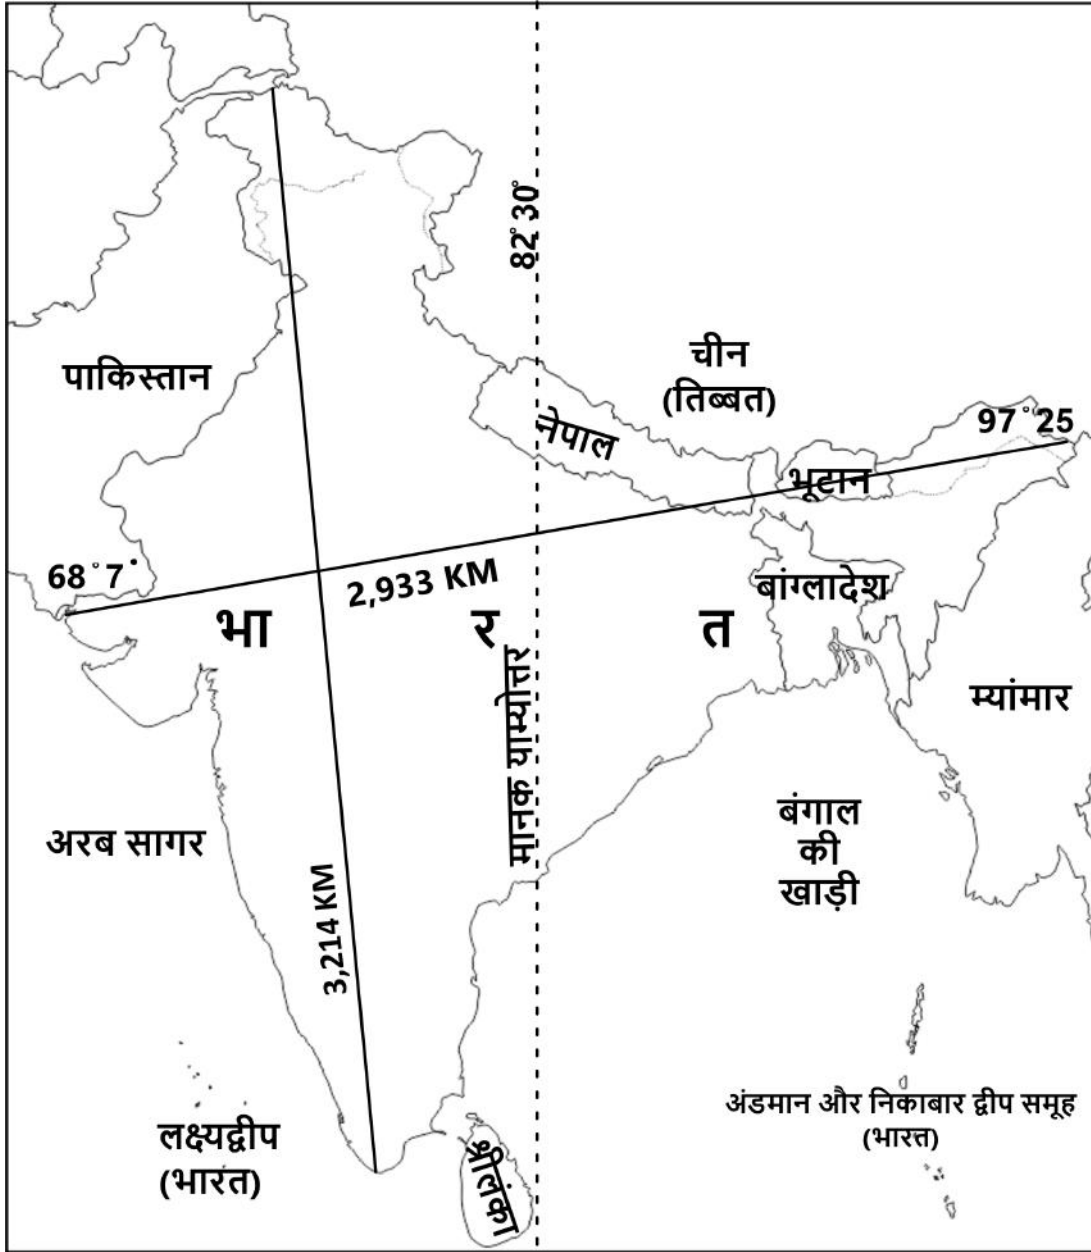 82°30°
चीन
(तिब्बत)
पाकिस्तान
नेपाल
97°25
भूटान
68°7'
2,933 KM
बांग्लादेश
भा र त
मानक याम्योत्तर
म्यांमार
अरब सागर
बंगाल
की
खाड़ी
3,214 KM
अंडमान और निकाबार द्वीप समूह
(भारत)
लक्ष्यद्वीप
(भारंत)
श्रीलंका